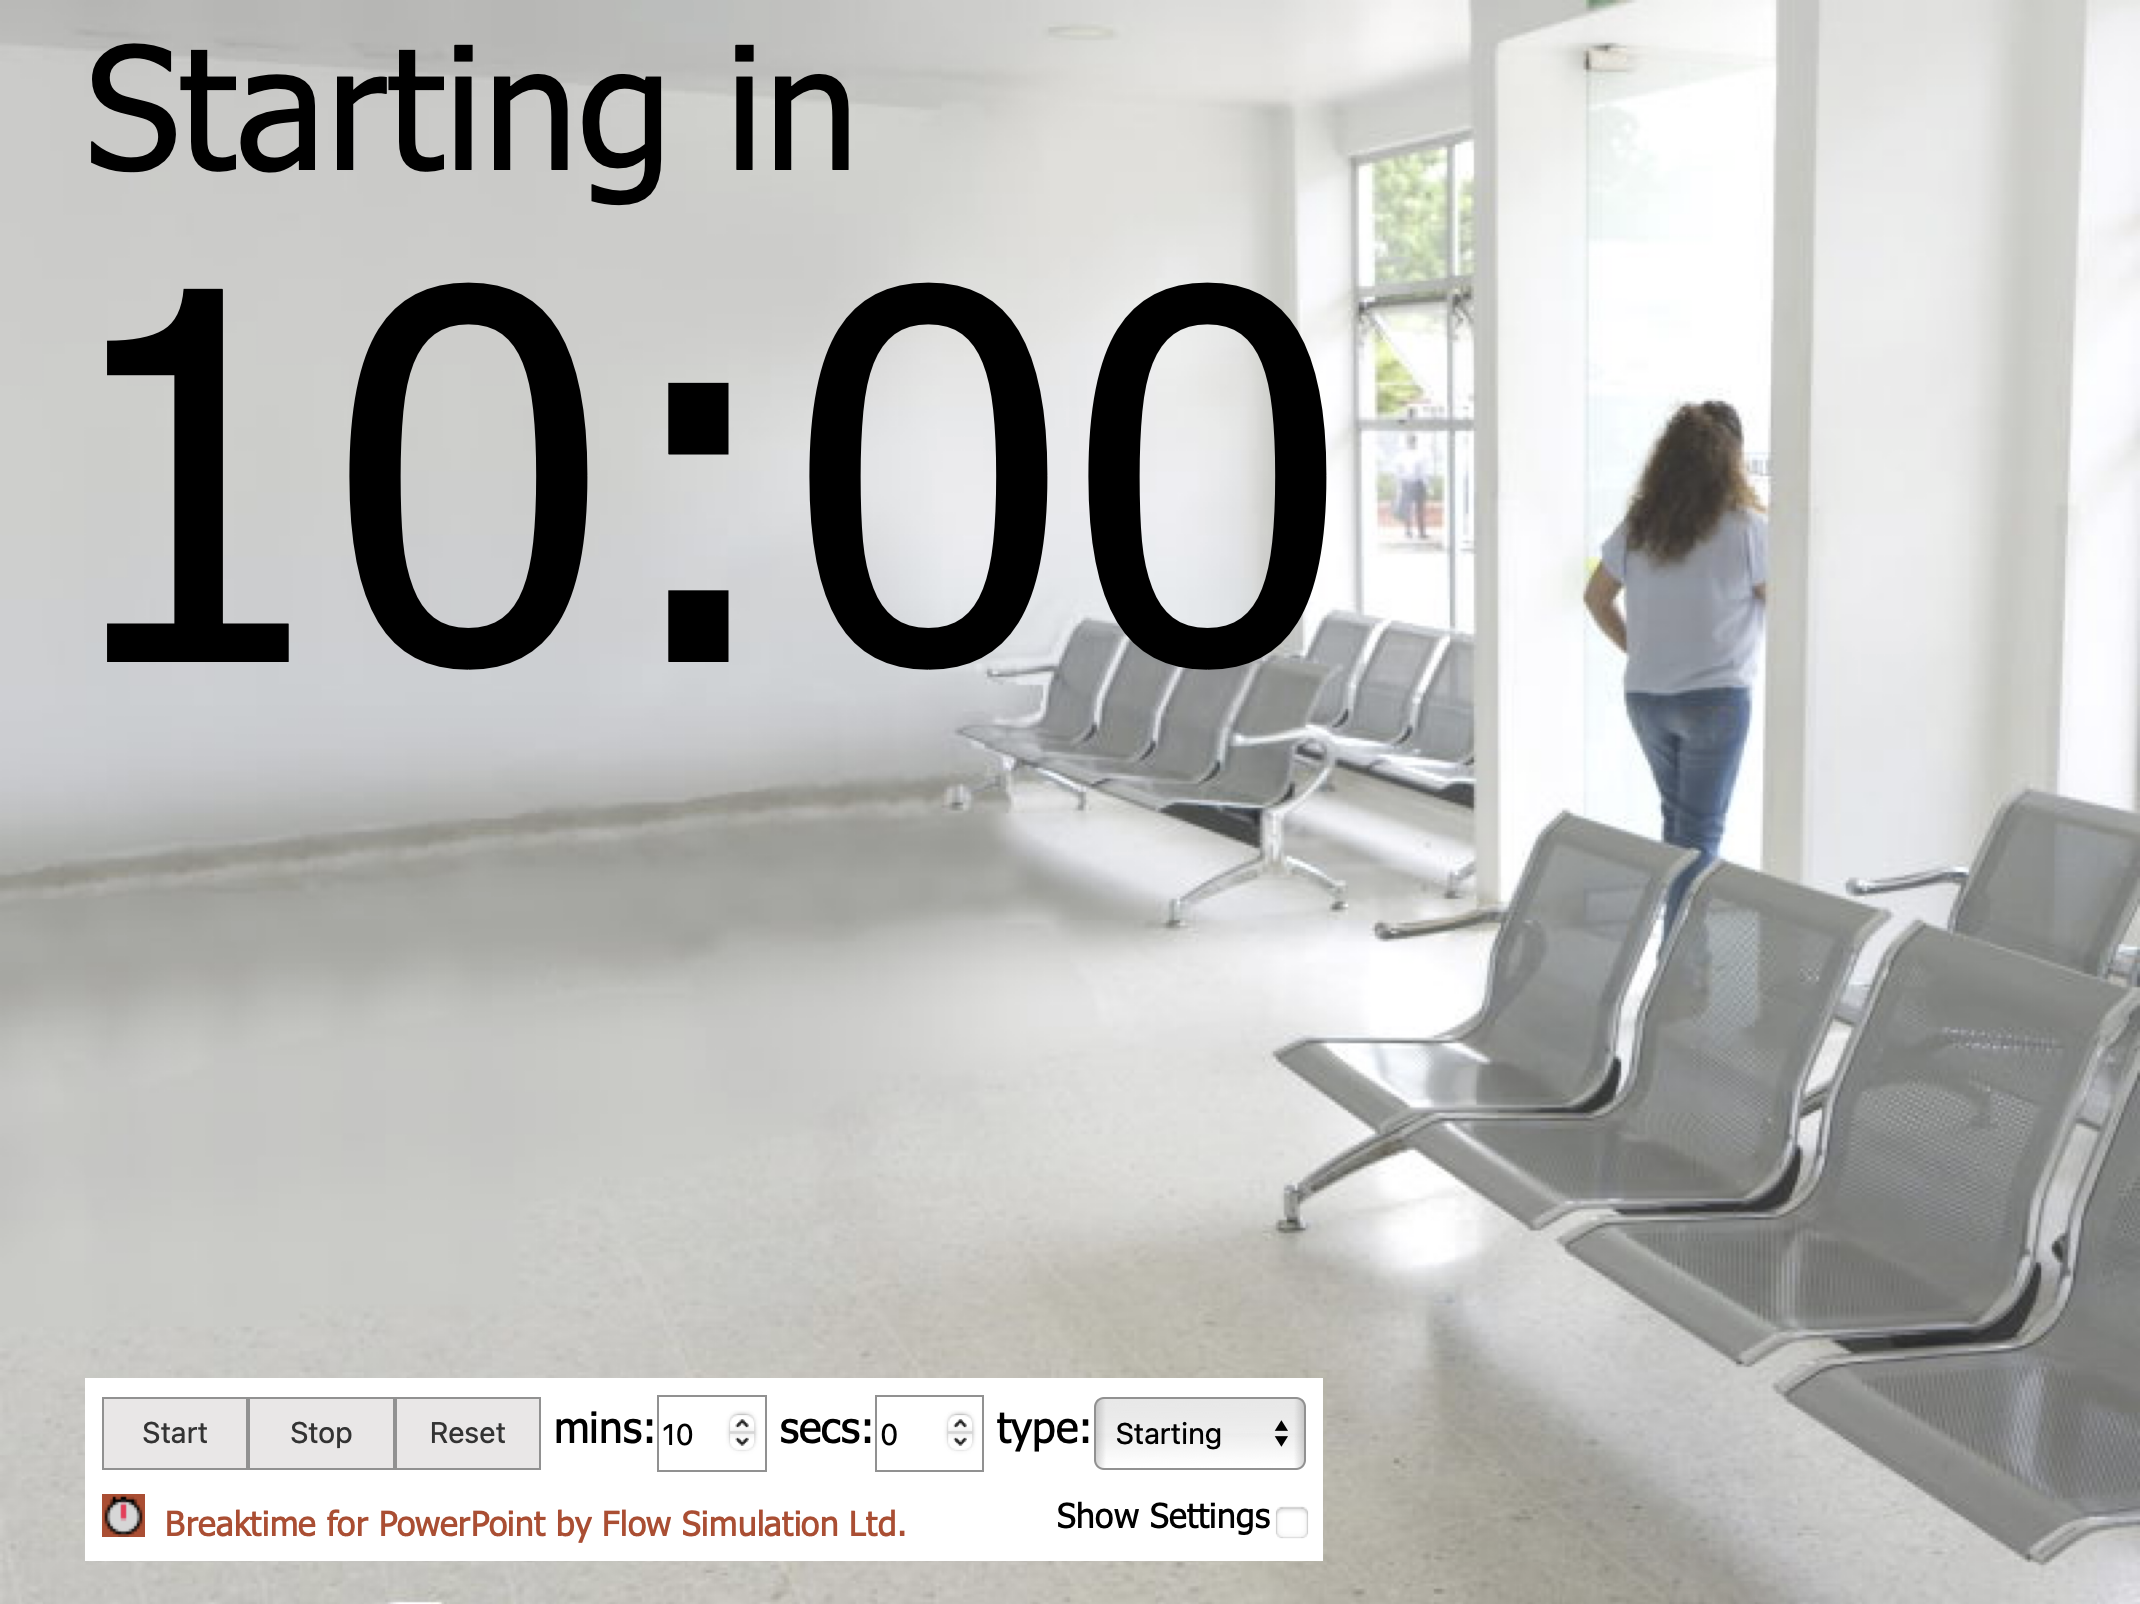 Starting in
10:00
Start Stop Reset mins: 10 secs: 0 type: Starting
Breaktime for PowerPoint by Flow Simulation Ltd. Show Settings